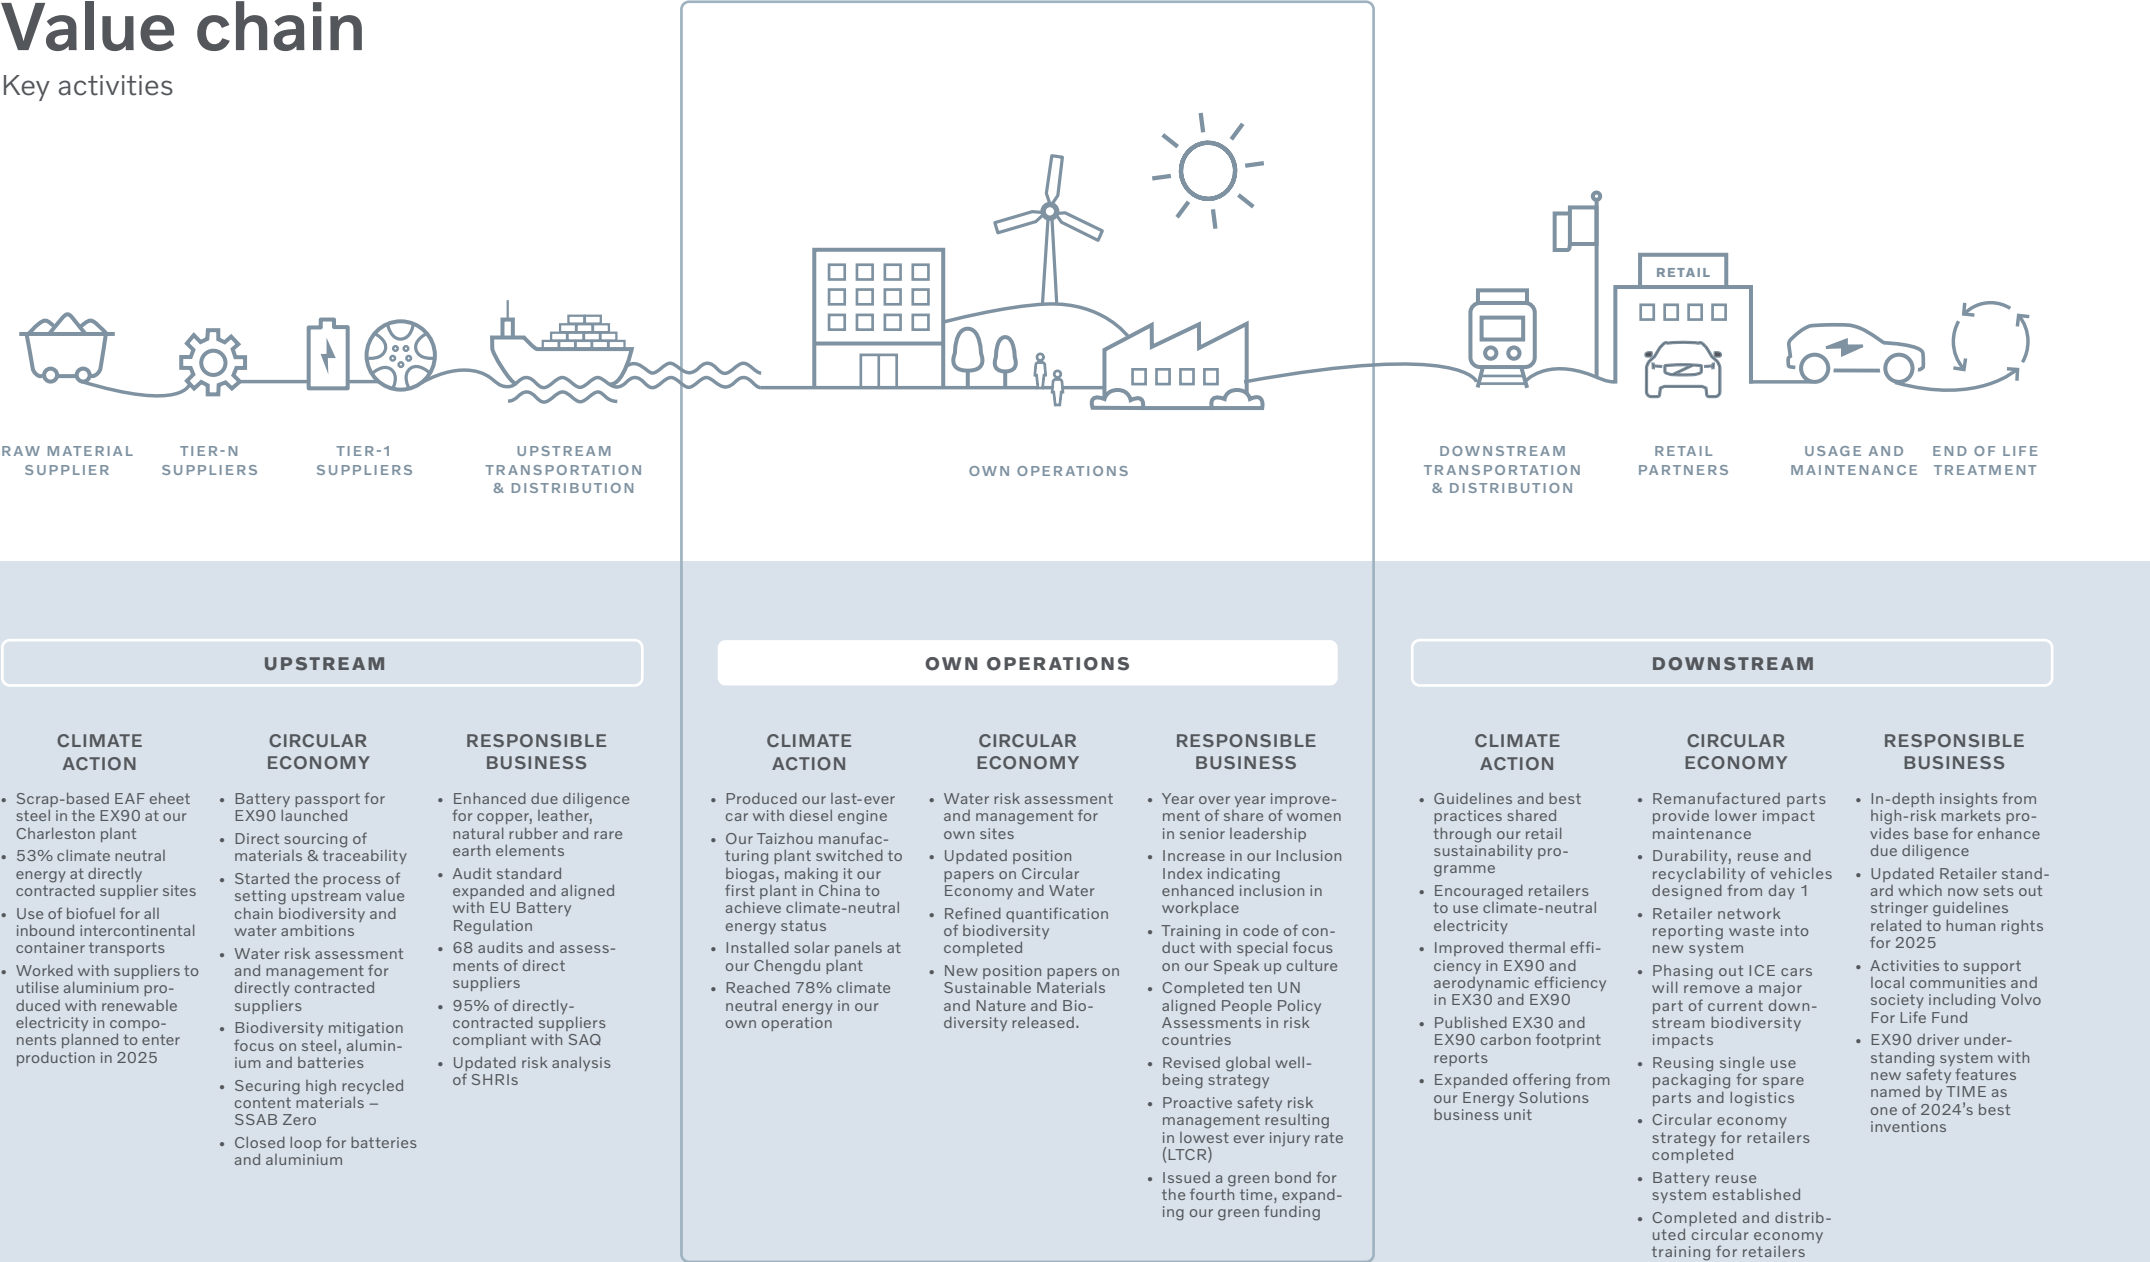 Value chain
Key activities
RETAIL
RAW MATERIAL
SUPPLIER
TIER-N
SUPPLIERS
TIER-1
SUPPLIERS
UPSTREAM
TRANSPORTATION
& DISTRIBUTION
OWN OPERATIONS
DOWNSTREAM
TRANSPORTATION
& DISTRIBUTION
RETAIL
PARTNERS
USAGE AND
MAINTENANCE
END OF LIFE
TREATMENT
UPSTREAM
CLIMATE
ACTION
• Scrap-based EAF eheet
steel in the EX90 at our
Charleston plant
• 53% climate neutral
energy at directly
contracted supplier sites
• Use of biofuel for all
inbound intercontinental
container transports
• Worked with suppliers to
utilise aluminium pro-
duced with renewable
electricity in compo-
nents planned to enter
production in 2025
CIRCULAR
ECONOMY
• Battery passport for
EX90 launched
• Direct sourcing of
materials & traceability
• Started the process of
setting upstream value
chain biodiversity and
water ambitions
• Water risk assessment
and management for
directly contracted
suppliers
• Biodiversity mitigation
focus on steel, alumin-
ium and batteries
• Securing high recycled
content materials –
SSAB Zero
• Closed loop for batteries
and aluminium
RESPONSIBLE
BUSINESS
• Enhanced due diligence
for copper, leather,
natural rubber and rare
earth elements
• Audit standard
expanded and aligned
with EU Battery
Regulation
• 68 audits and assess-
ments of direct
suppliers
• 95% of directly-
contracted suppliers
compliant with SAQ
• Updated risk analysis
of SHRIs
OWN OPERATIONS
CLIMATE
ACTION
• Produced our last-ever
car with diesel engine
• Our Taizhou manufac-
turing plant switched to
biogas, making it our
first plant in China to
achieve climate-neutral
energy status
• Installed solar panels at
our Chengdu plant
• Reached 78% climate
neutral energy in our
own operation
CIRCULAR
ECONOMY
• Water risk assessment
and management for
own sites
• Updated position
papers on Circular
Economy and Water
• Refined quantification
of biodiversity
completed
• New position papers on
Sustainable Materials
and Nature and Bio-
diversity released.
RESPONSIBLE
BUSINESS
• Year over year improve-
ment of share of women
in senior leadership
• Increase in our Inclusion
Index indicating
enhanced inclusion in
workplace
• Training in code of con-
duct with special focus
on our Speak up culture
• Completed ten UN
aligned People Policy
Assessments in risk
countries
• Revised global well-
being strategy
• Proactive safety risk
management resulting
in lowest ever injury rate
(LTCR)
• Issued a green bond for
the fourth time, expand-
ing our green funding
DOWNSTREAM
CLIMATE
ACTION
• Guidelines and best
practices shared
through our retail
sustainability pro-
gramme
• Encouraged retailers
to use climate-neutral
electricity
• Improved thermal effi-
ciency in EX90 and
aerodynamic efficiency
in EX30 and EX90
• Published EX30 and
EX90 carbon footprint
reports
• Expanded offering from
our Energy Solutions
business unit
CIRCULAR
ECONOMY
• Remanufactured parts
provide lower impact
maintenance
• Durability, reuse and
recyclability of vehicles
designed from day 1
• Retailer network
reporting waste into
new system
• Phasing out ICE cars
will remove a major
part of current down-
stream biodiversity
impacts
• Reusing single use
packaging for spare
parts and logistics
• Circular economy
strategy for retailers
completed
• Battery reuse
system established
• Completed and distrib-
uted circular economy
training for retailers
RESPONSIBLE
BUSINESS
• In-depth insights from
high-risk markets pro-
vides base for enhance
due diligence
• Updated Retailer stand-
ard which now sets out
stringer guidelines
related to human rights
for 2025
• Activities to support
local communities and
society including Volvo
For Life Fund
• EX90 driver under-
standing system with
new safety features
named by TIME as
one of 2024's best
inventions